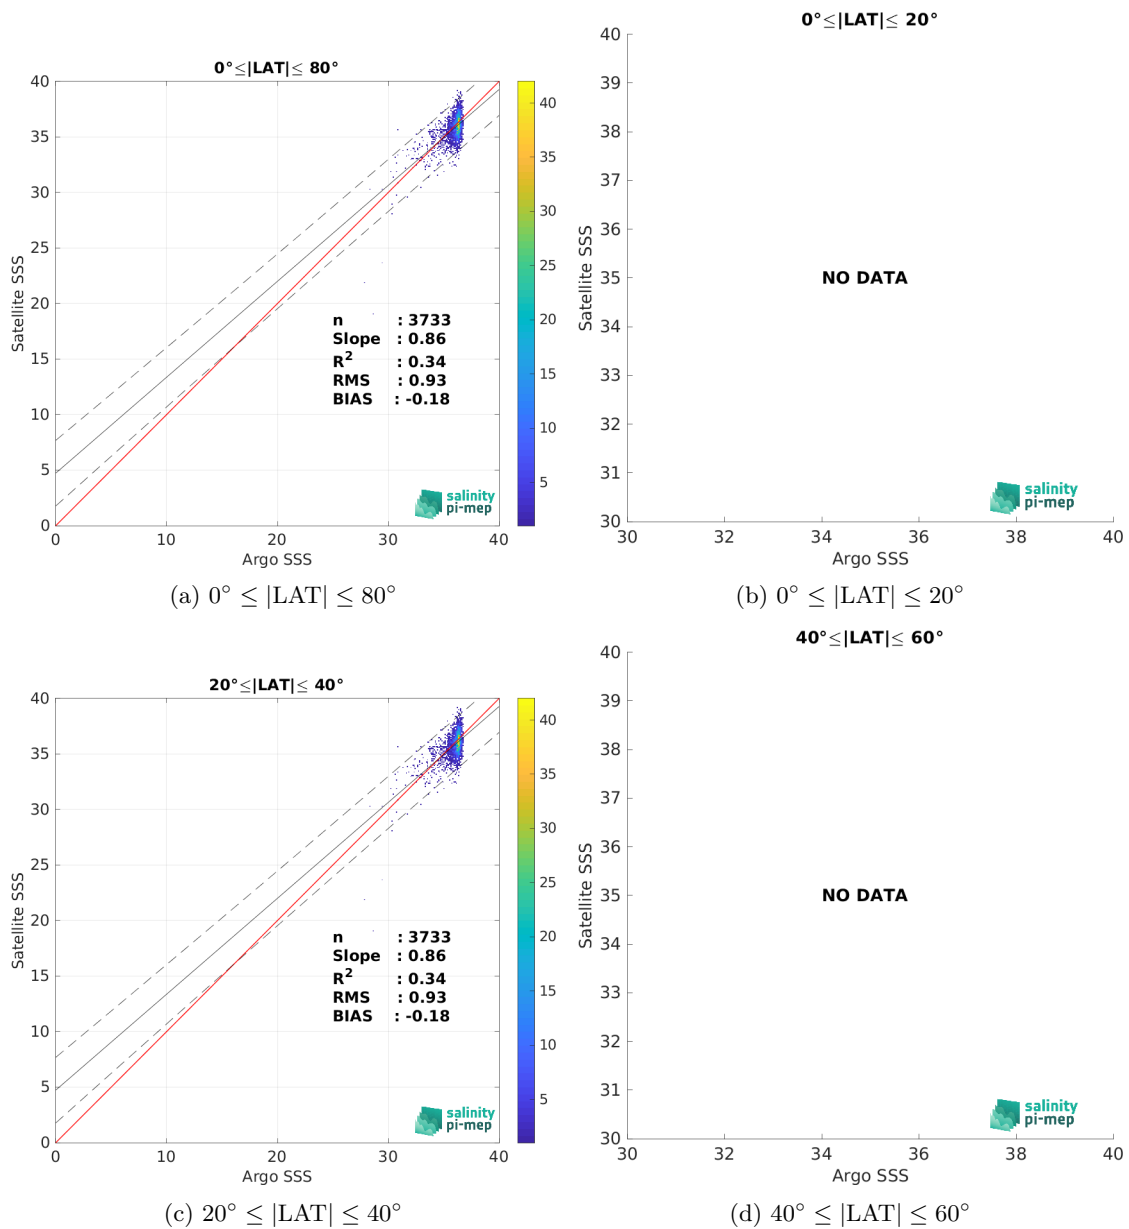 0°≤|LAT|≤ 80°
40
35
30
25
20
15
10
5
0
Satellite SSS
n : 3733
Slope : 0.86
R² : 0.34
RMS : 0.93
BIAS : -0.18
salinity
pi-mep
0 10 20 30 40
Argo SSS
40
35
30
25
20
15
10
5
(a) 0° ≤ |LAT| ≤ 80°
0°≤|LAT|≤ 20°
40
39
38
37
36
35
34
33
32
31
30
Satellite SSS
NO DATA
salinity
pi-mep
30 32 34 36 38 40
Argo SSS
(b) 0° ≤ |LAT| ≤ 20°
20°≤|LAT|≤ 40°
40
35
30
25
20
15
10
5
0
Satellite SSS
n : 3733
Slope : 0.86
R² : 0.34
RMS : 0.93
BIAS : -0.18
salinity
pi-mep
0 10 20 30 40
Argo SSS
40
35
30
25
20
15
10
5
(c) 20° ≤ |LAT| ≤ 40°
40°≤|LAT|≤ 60°
40
39
38
37
36
35
34
33
32
31
30
Satellite SSS
NO DATA
salinity
pi-mep
30 32 34 36 38 40
Argo SSS
(d) 40° ≤ |LAT| ≤ 60°